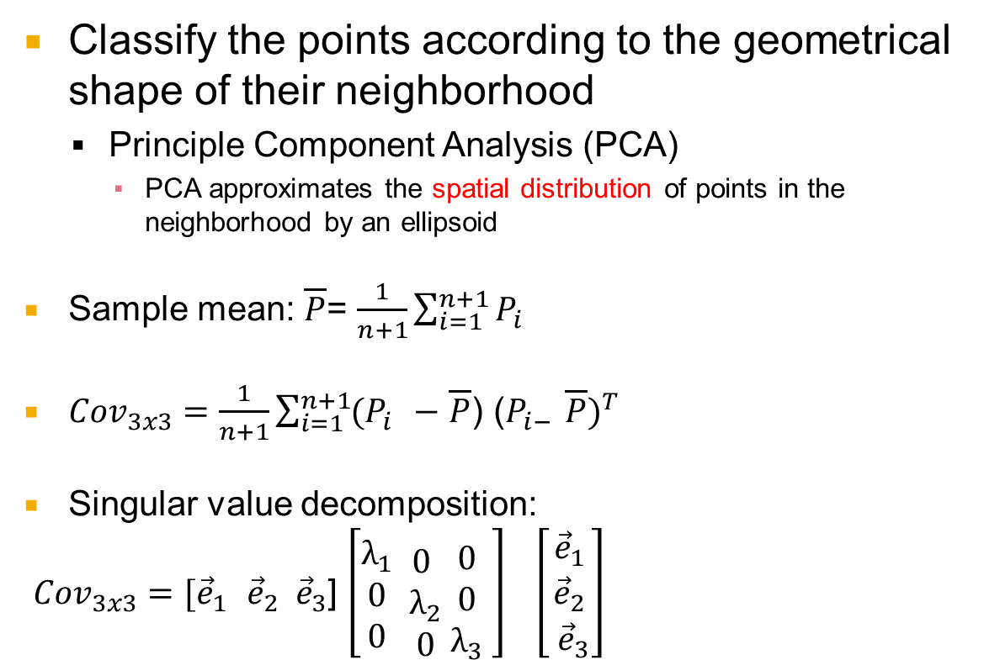 ▪ Classify the points according to the geometrical
shape of their neighborhood
▪ Principle Component Analysis (PCA)
▪ PCA approximates the spatial distribution of points in the
neighborhood by an ellipsoid
▪ Sample mean: $\overline{P} = \frac{1}{n+1} \sum_{i=1}^{n+1} P_i$
▪ $Cov_{3x3} = \frac{1}{n+1} \sum_{i=1}^{n+1} (P_i - \overline{P}) (P_{i-} \overline{P})^T$
▪ Singular value decomposition:
$Cov_{3x3} = [\vec{e}_1 \ \vec{e}_2 \ \vec{e}_3] \begin{bmatrix} λ_1 & 0 & 0 \\ 0 & λ_2 & 0 \\ 0 & 0 & λ_3 \end{bmatrix} \begin{bmatrix} \vec{e}_1 \\ \vec{e}_2 \\ \vec{e}_3 \end{bmatrix}$